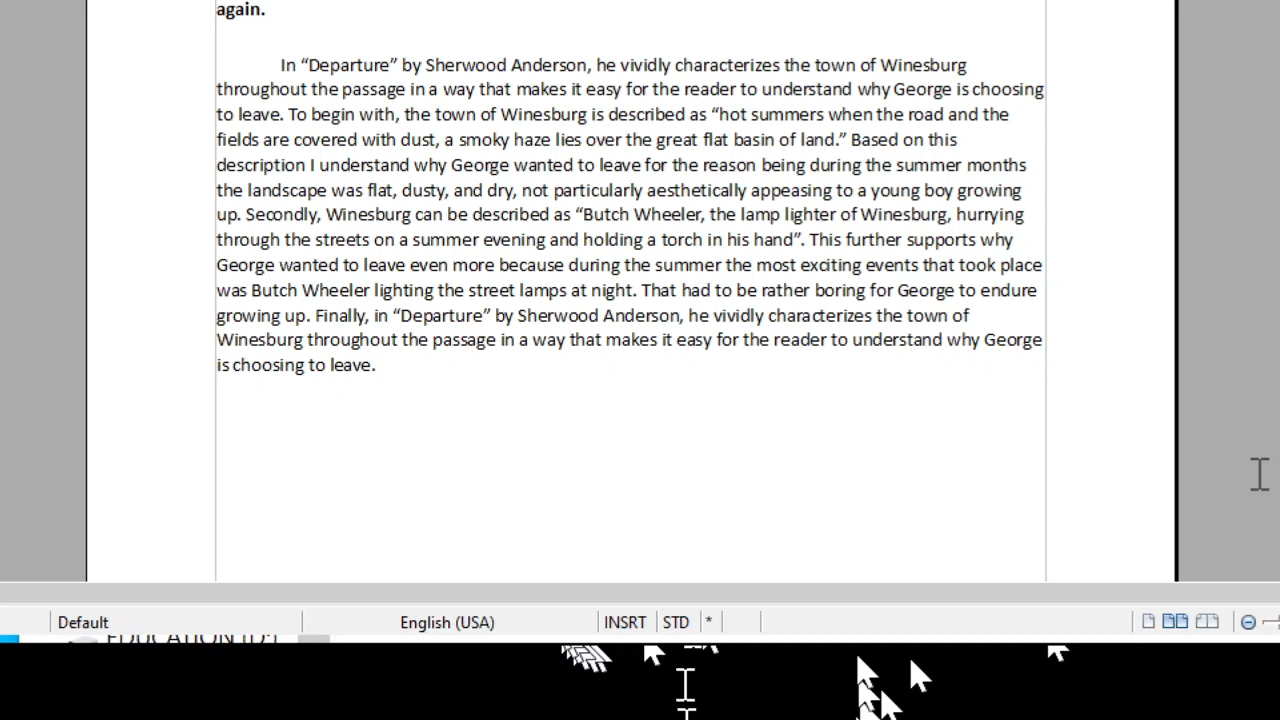 again.
In “Departure” by Sherwood Anderson, he vividly characterizes the town of Winesburg
throughout the passage in a way that makes it easy for the reader to understand why George is choosing
to leave. To begin with, the town of Winesburg is described as “hot summers when the road and the
fields are covered with dust, a smoky haze lies over the great flat basin of land.” Based on this
description I understand why George wanted to leave for the reason being during the summer months
the landscape was flat, dusty, and dry, not particularly aesthetically appeasing to a young boy growing
up. Secondly, Winesburg can be described as “Butch Wheeler, the lamp lighter of Winesburg, hurrying
through the streets on a summer evening and holding a torch in his hand”. This further supports why
George wanted to leave even more because during the summer the most exciting events that took place
was Butch Wheeler lighting the street lamps at night. That had to be rather boring for George to endure
growing up. Finally, in “Departure” by Sherwood Anderson, he vividly characterizes the town of
Winesburg throughout the passage in a way that makes it easy for the reader to understand why George
is choosing to leave.
Default English (USA) INSRT STD *
EDUCATION